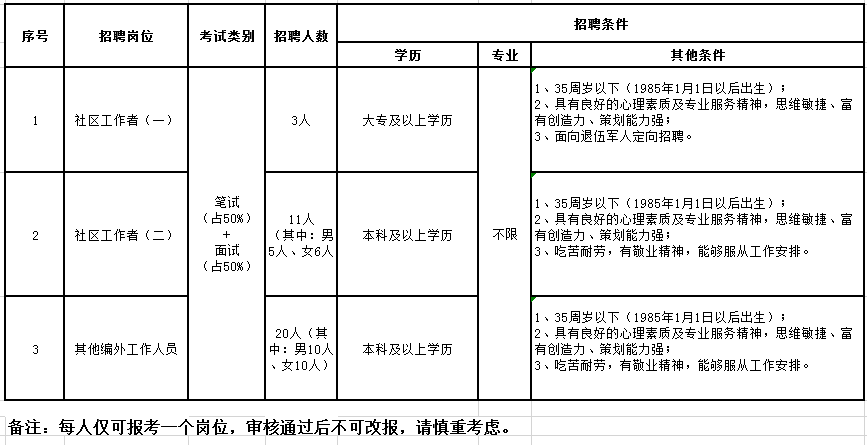 序号
招聘岗位
考试类别
招聘人数
招聘条件
学历
专业
其他条件
1
社区工作者（一）
笔试
（占50%）
+
面试
（占50%）
3人
大专及以上学历
不限
1、35周岁以下（1985年1月1日以后出生）；
2、具有良好的心理素质及专业服务精神，思维敏捷、富
有创造力、策划能力强；
3、面向退伍军人定向招聘。
2
社区工作者（二）
11人
（其中：男
5人、女6人
本科及以上学历
1、35周岁以下（1985年1月1日以后出生）；
2、具有良好的心理素质及专业服务精神，思维敏捷、富
有创造力、策划能力强；
3、吃苦耐劳，有敬业精神，能够服从工作安排。
3
其他编外工作人员
20人（其
中：男10人
、女10人）
本科及以上学历
1、35周岁以下（1985年1月1日以后出生）；
2、具有良好的心理素质及专业服务精神，思维敏捷、富
有创造力、策划能力强；
3、吃苦耐劳，有敬业精神，能够服从工作安排。
备注：每人仅可报考一个岗位，审核通过后不可改报，请慎重考虑。